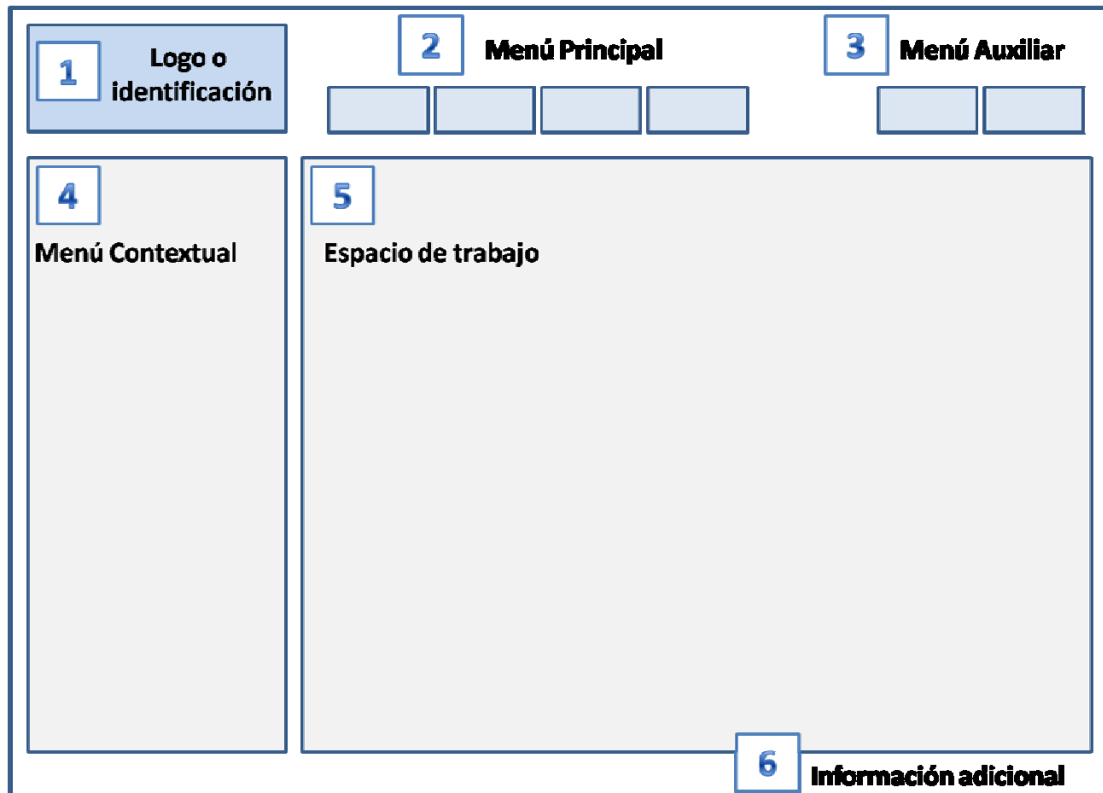 1
Logo o
identificación
2
Menú Principal
3
Menú Auxiliar
4
Menú Contextual
5
Espacio de trabajo
6
Información adicional